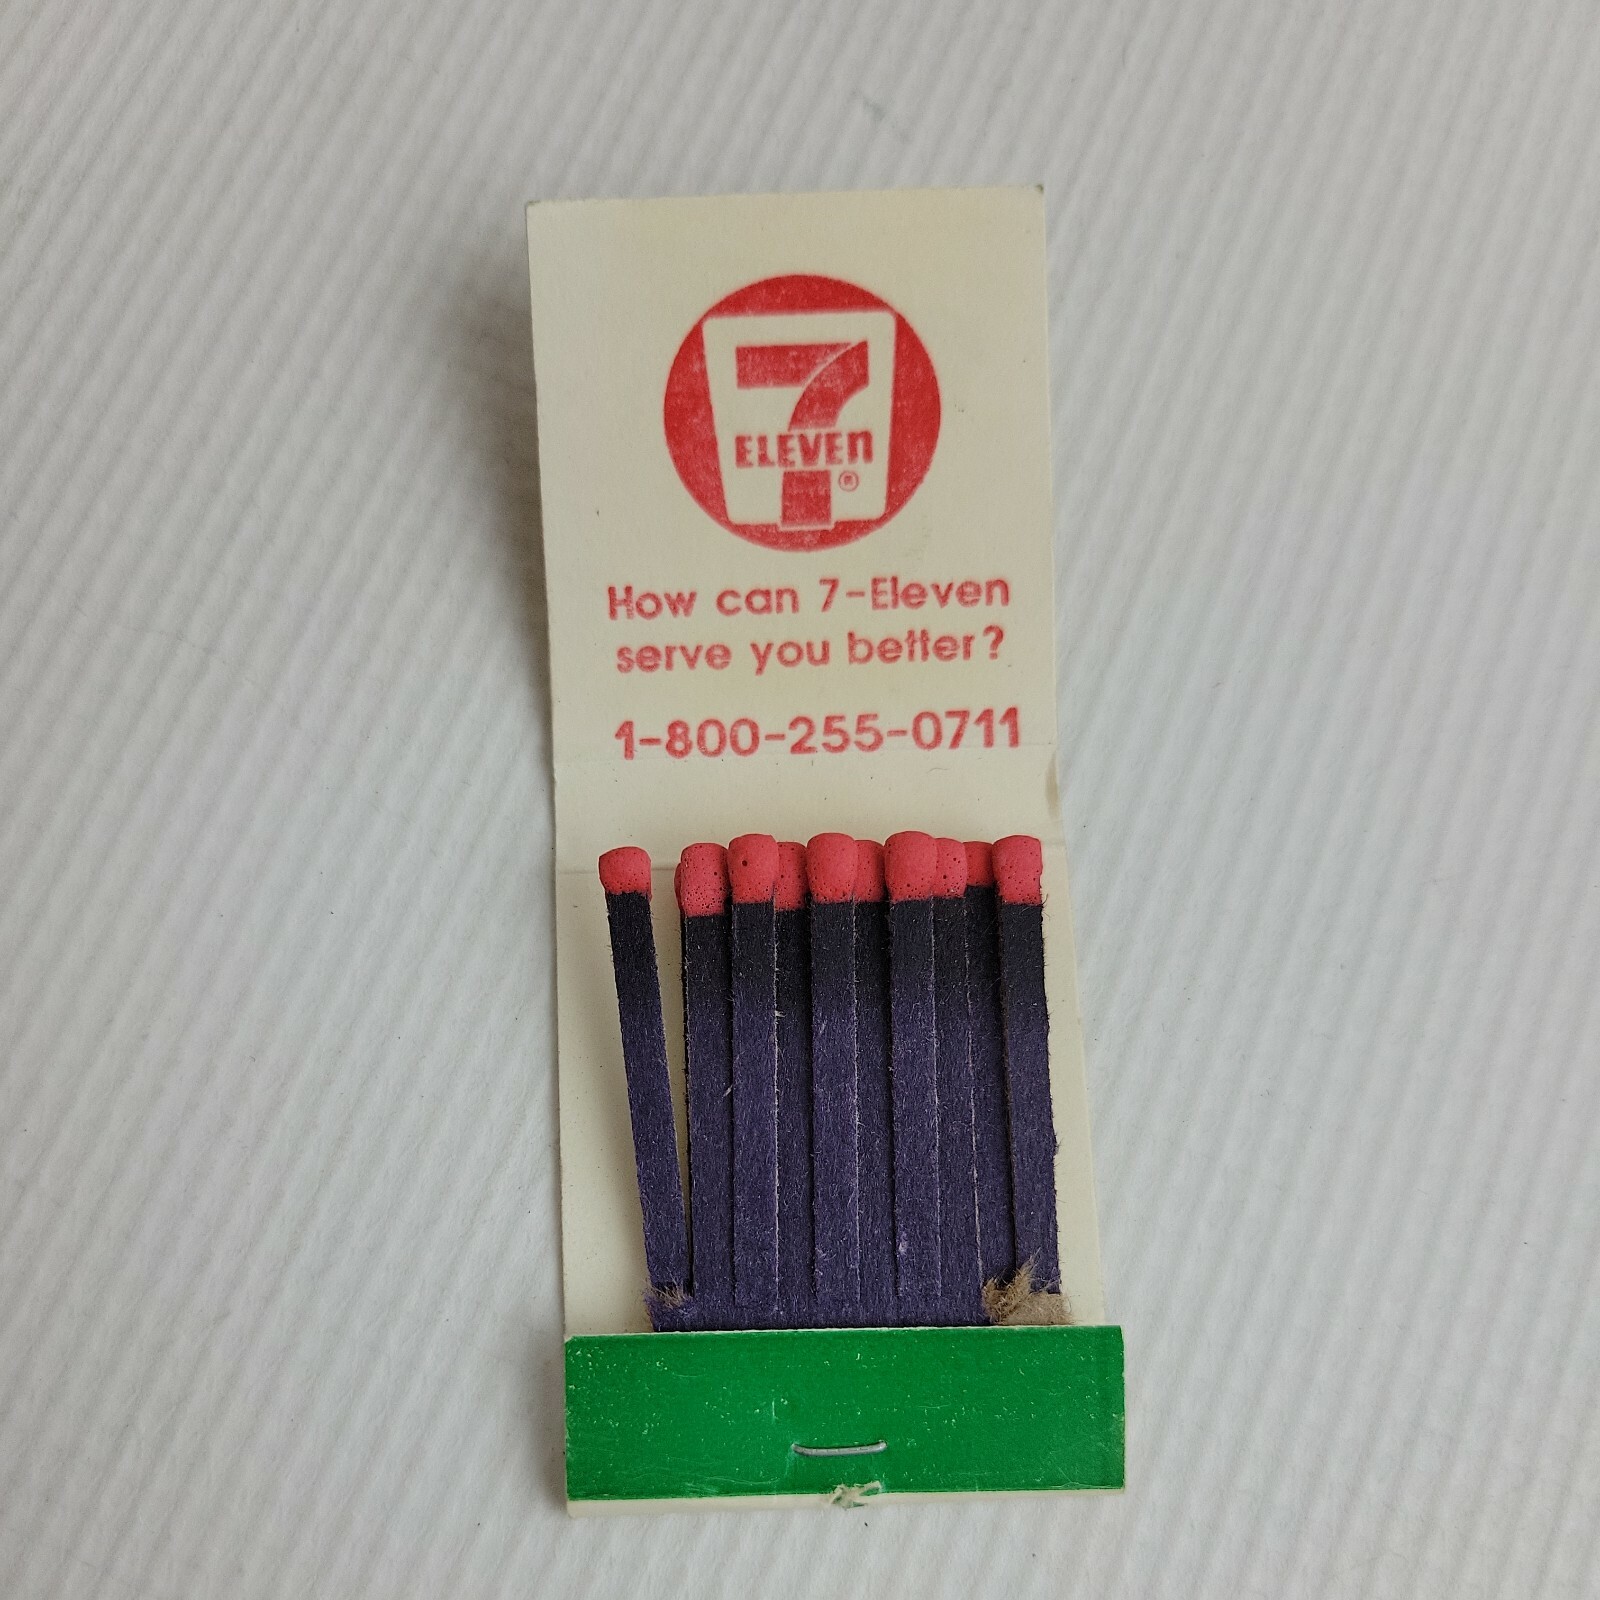 7
ELEVEn
®
How can 7-Eleven
serve you better?
1-800-255-0711